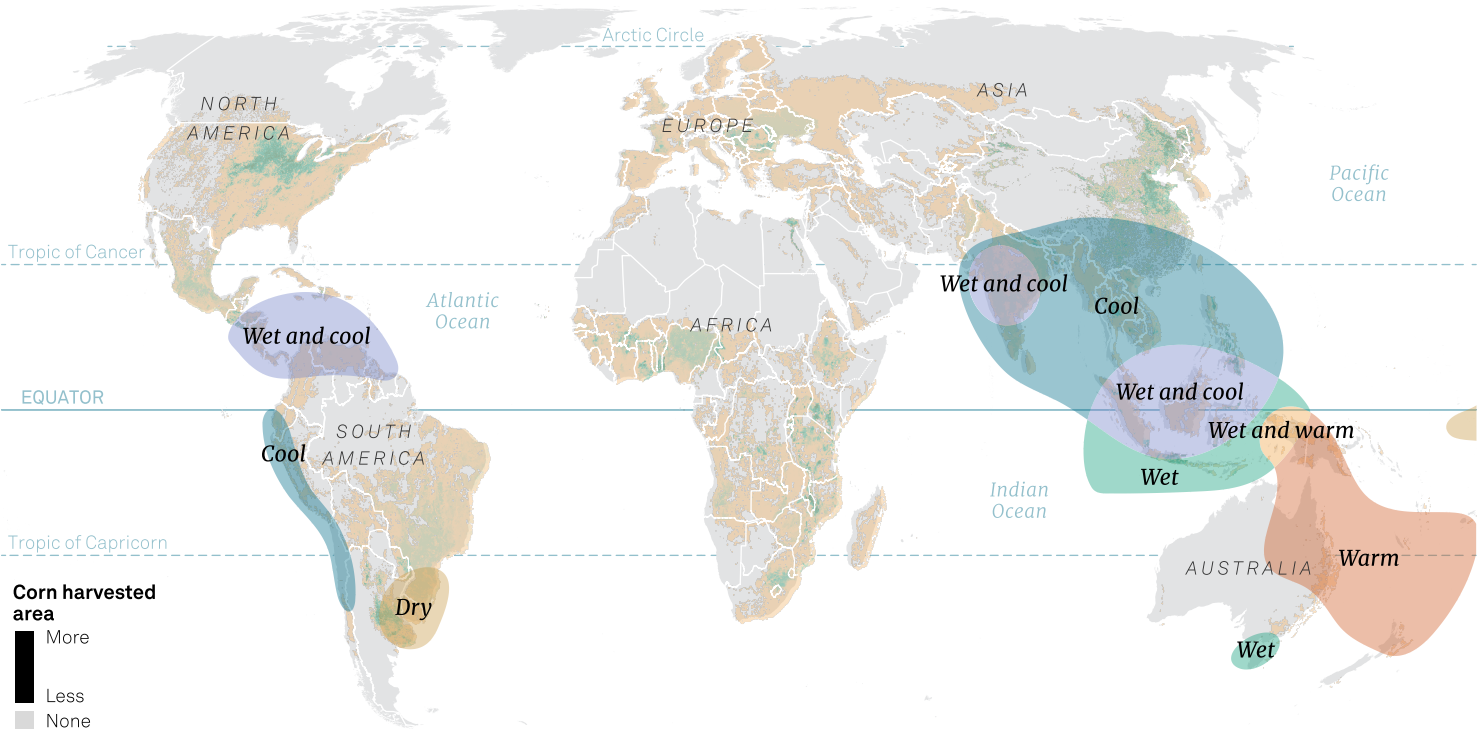 Arctic Circle
ASIA
NORTH
AMERICA
EUROPE
Pacific
Ocean
Tropic of Cancer
Wet and cool
Atlantic
Ocean
Cool
AFRICA
Wet and cool
Wet and cool
EQUATOR
Wet and warm
SOUTH
AMERICA
Cool
Wet
Indian
Ocean
Tropic of Capricorn
Warm
AUSTRALIA
Corn harvested
area
Dry
More
Wet
Less
None